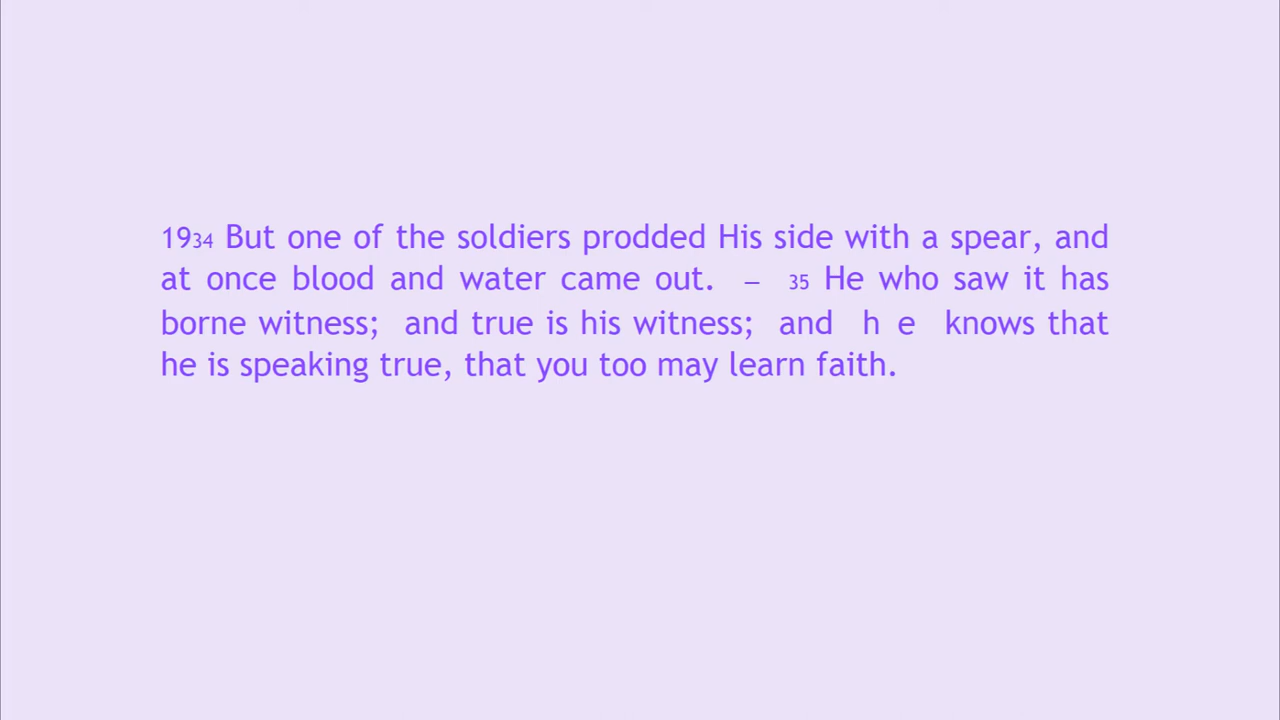 1934 But one of the soldiers prodded His side with a spear, and
at once blood and water came out. – 35 He who saw it has
borne witness; and true is his witness; and h e knows that
he is speaking true, that you too may learn faith.